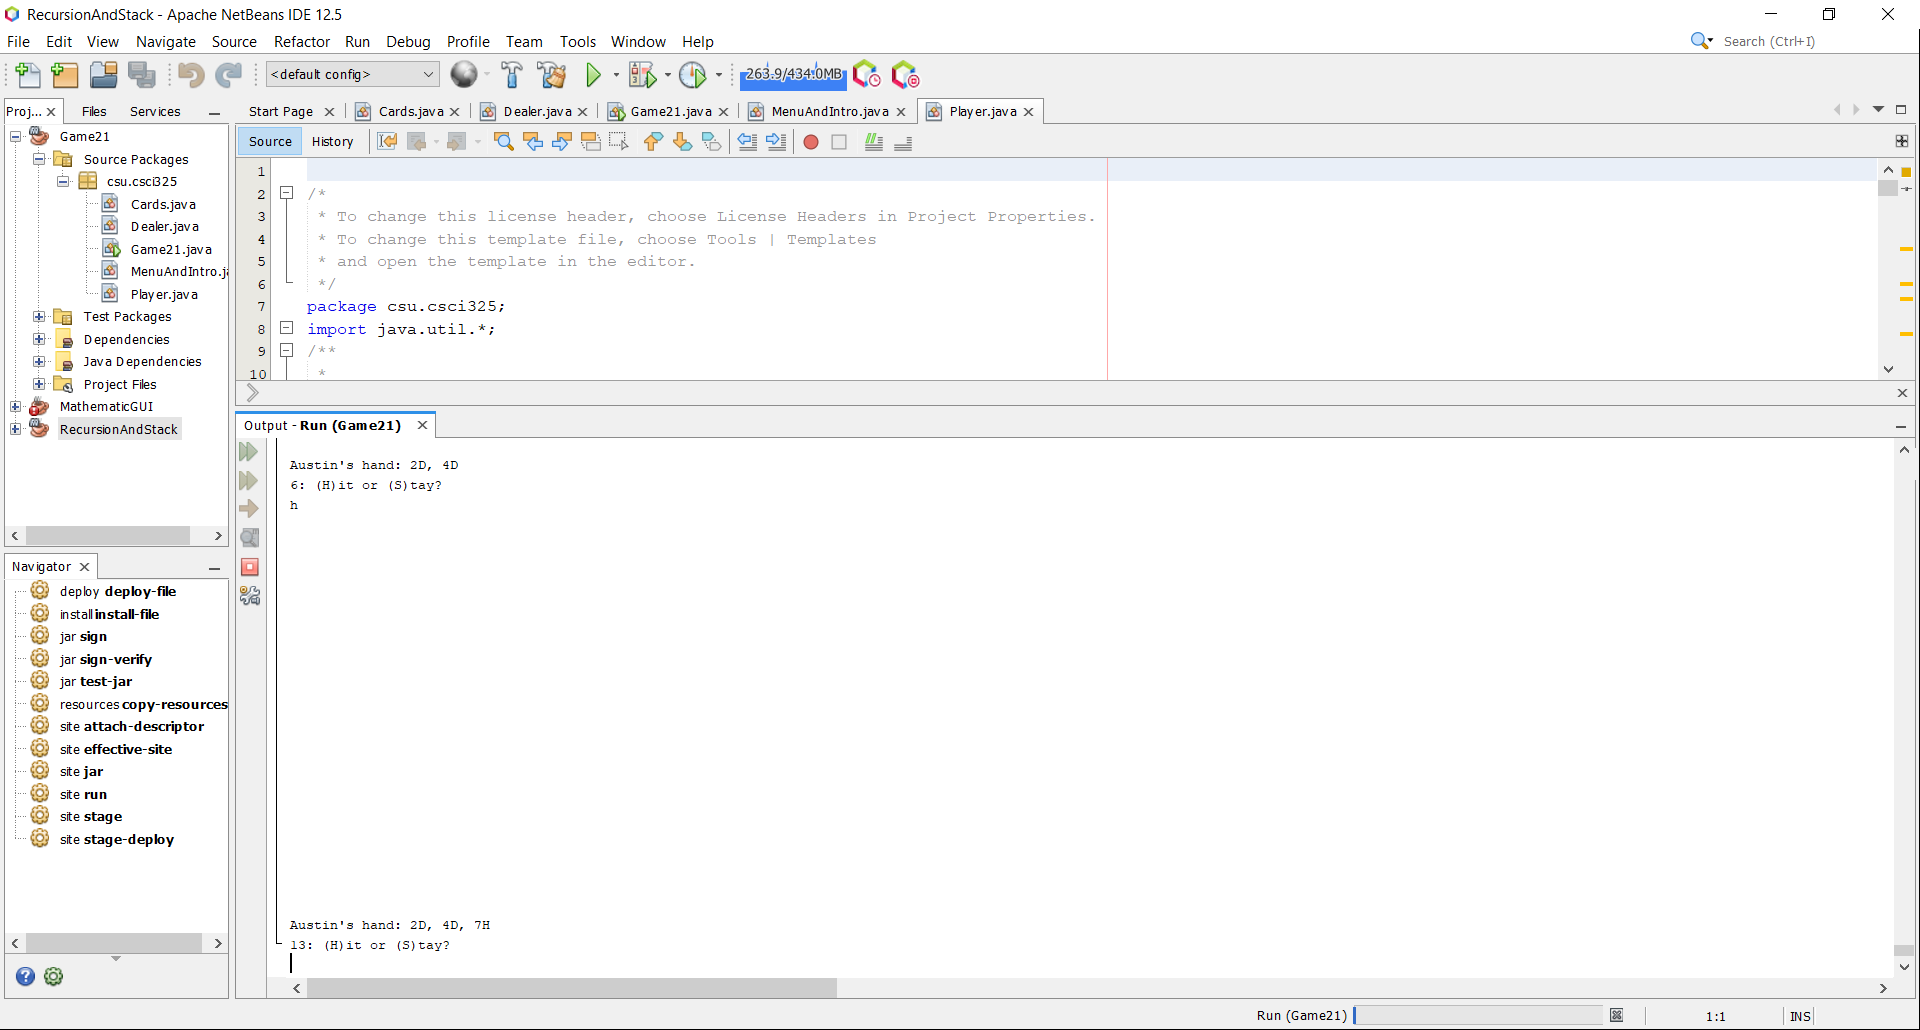 RecursionAndStack - Apache NetBeans IDE 12.5
File Edit View Navigate Source Refactor Run Debug Profile Team Tools Window Help
Search (Ctrl+I)
<default config>
263.9/434.0MB
Proj... Files Services
Start Page Cards.java Dealer.java Game21.java MenuAndIntro.java Player.java
Game21
Source Packages
csu.csci325
Cards.java
Dealer.java
Game21.java
MenuAndIntro.ja
Player.java
Test Packages
Dependencies
Java Dependencies
Project Files
MathematicGUI
RecursionAndStack
Source History
1
2 /*
3 * To change this license header, choose License Headers in Project Properties.
4 * To change this template file, choose Tools | Templates
5 * and open the template in the editor.
6 */
7 package csu.csci325;
8 import java.util.*;
9 /**
10 *
Navigator
deploy deploy-file
install install-file
jar sign
jar sign-verify
jar test-jar
resources copy-resources
site attach-descriptor
site effective-site
site jar
site run
site stage
site stage-deploy
Output - Run (Game21)
Austin's hand: 2D, 4D
6: (H)it or (S)tay?
h
Austin's hand: 2D, 4D, 7H
13: (H)it or (S)tay?
Run (Game21)
1:1
INS